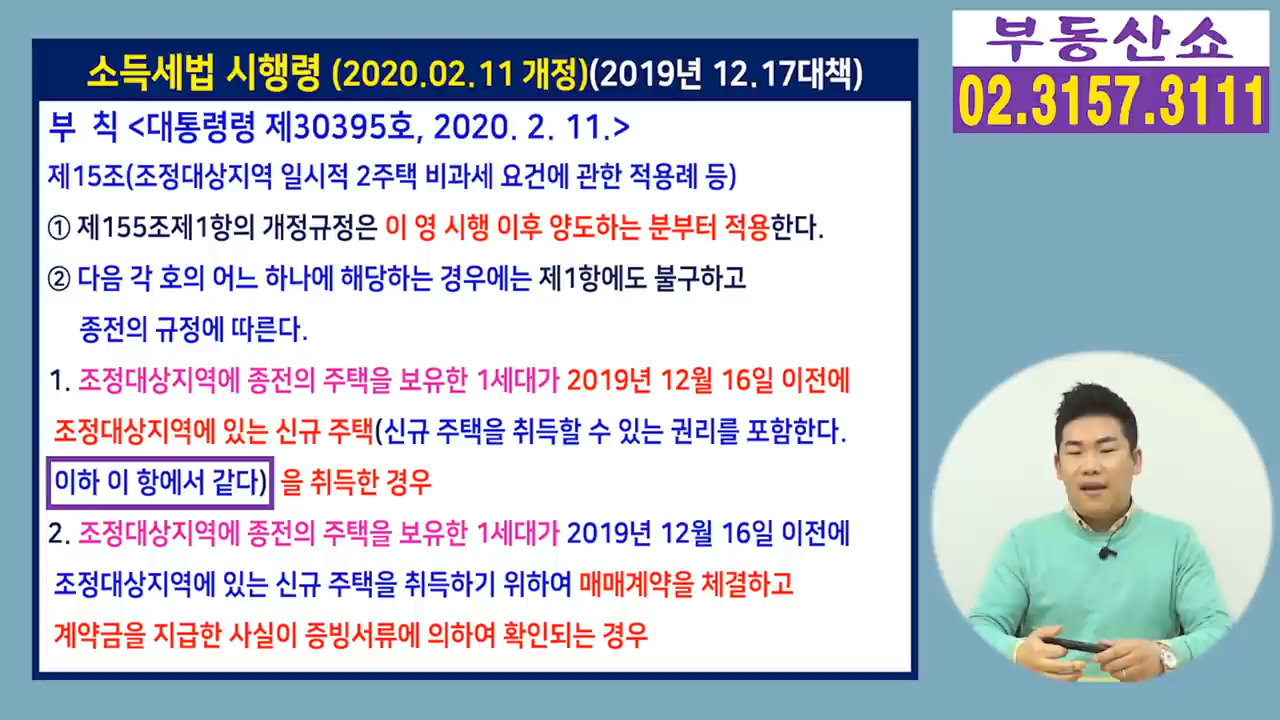 소득세법 시행령 (2020.02.11 개정)(2019년 12.17대책)
부 칙 <대통령령 제30395호, 2020. 2. 11.>
제15조(조정대상지역 일시적 2주택 비과세 요건에 관한 적용례 등)
① 제155조제1항의 개정규정은 이 영 시행 이후 양도하는 분부터 적용한다.
② 다음 각 호의 어느 하나에 해당하는 경우에는 제1항에도 불구하고
종전의 규정에 따른다.
1. 조정대상지역에 종전의 주택을 보유한 1세대가 2019년 12월 16일 이전에
조정대상지역에 있는 신규 주택(신규 주택을 취득할 수 있는 권리를 포함한다.
이하 이 항에서 같다) 을 취득한 경우
2. 조정대상지역에 종전의 주택을 보유한 1세대가 2019년 12월 16일 이전에
조정대상지역에 있는 신규 주택을 취득하기 위하여 매매계약을 체결하고
계약금을 지급한 사실이 증빙서류에 의하여 확인되는 경우
부동산쇼
02.3157.3111